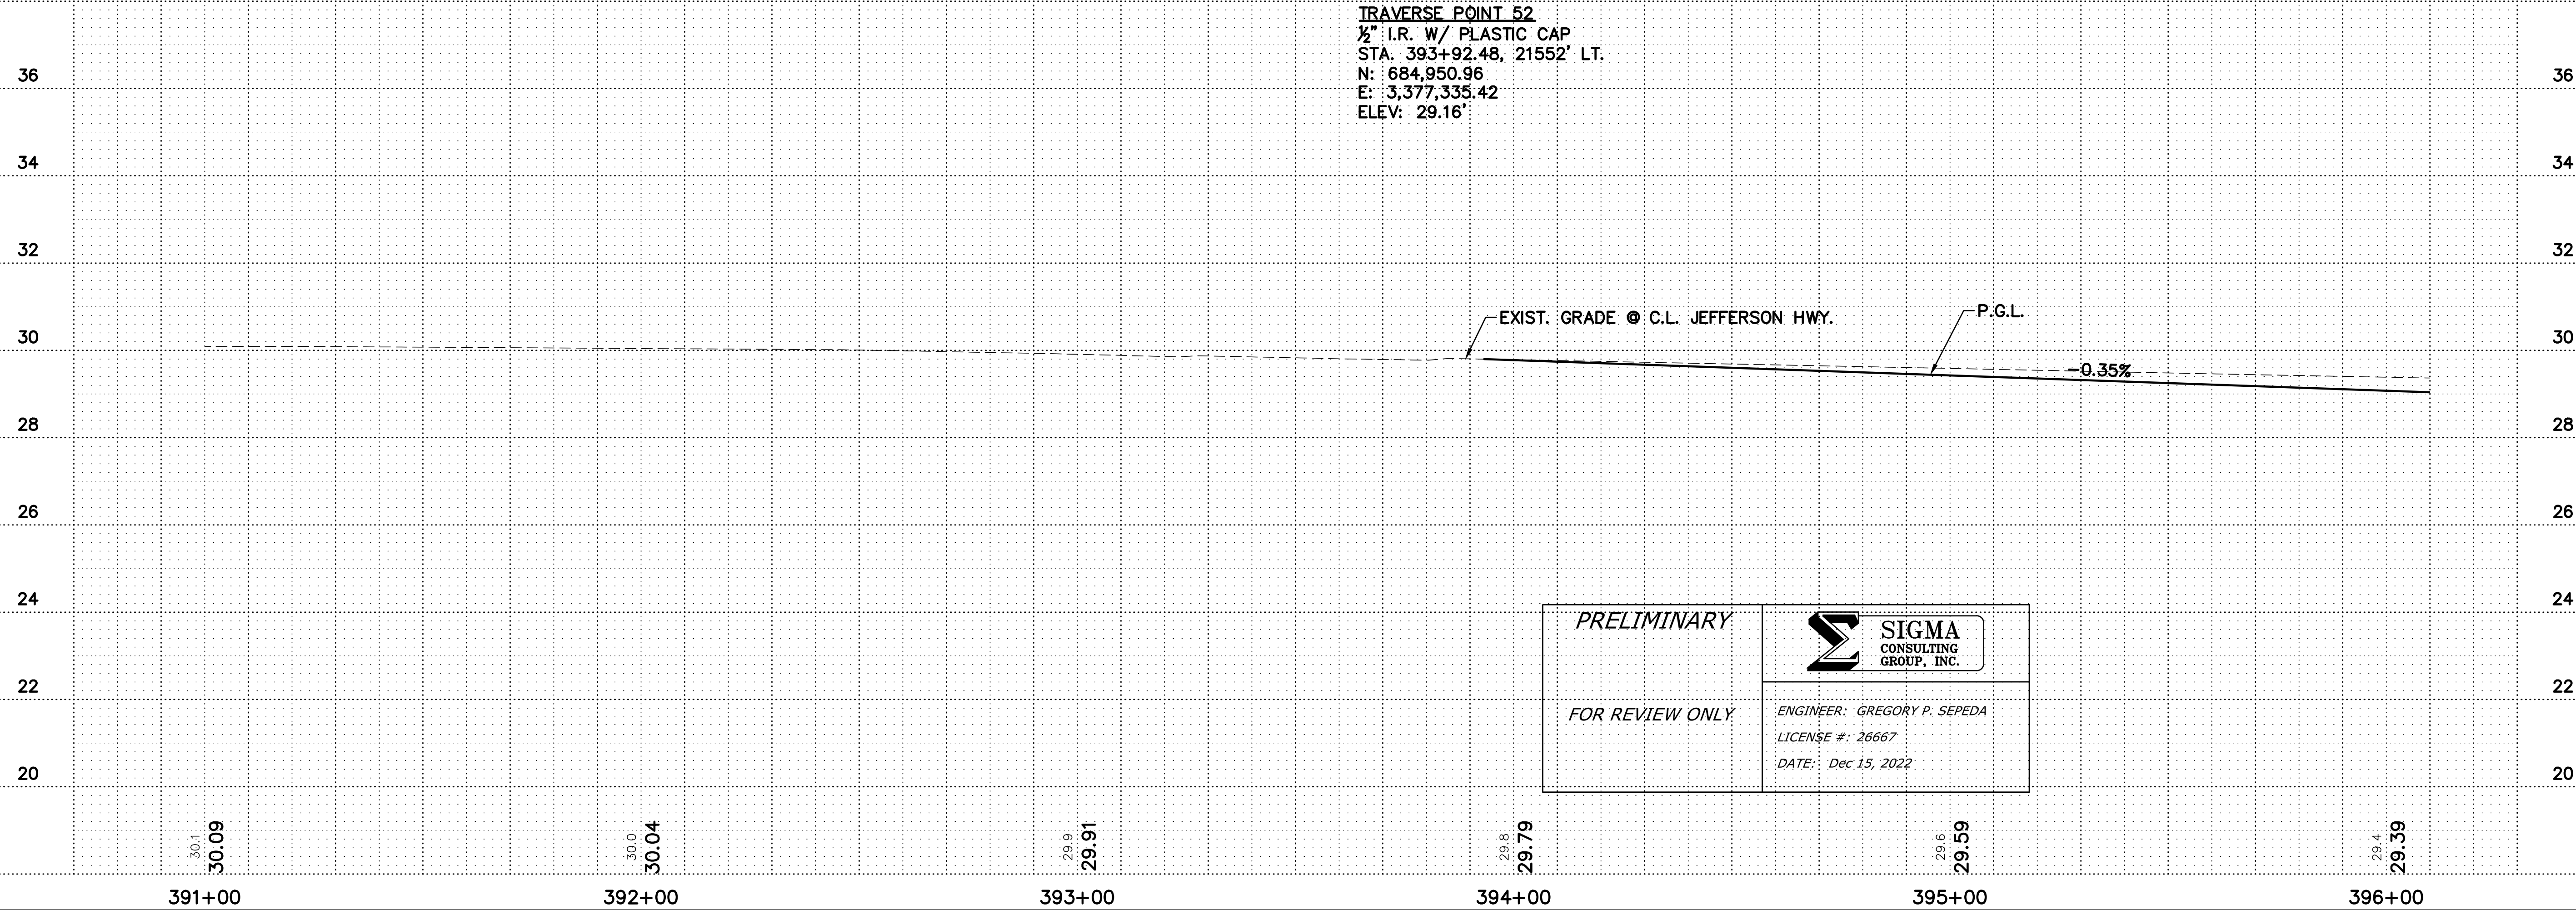 TRAVERSE POINT 52
½" I.R. W/ PLASTIC CAP
STA. 393+92.48, 21552' LT.
N: 684,950.96
E: 3,377,335.42
ELEV: 29.16'
36 36
34 34
32 32
EXIST. GRADE @ C.L. JEFFERSON HWY.
P.G.L.
30 30
-0.35%
28 28
26 26
24 24
22 22
20 20
PRELIMINARY
FOR REVIEW ONLY
Σ SIGMA
CONSULTING
GROUP, INC.
ENGINEER: GREGORY P. SEPEDA
LICENSE #: 26667
DATE: Dec 15, 2022
30.1
30.09
30.0
30.04
29.9
29.91
29.8
29.79
29.6
29.59
29.4
29.39
391+00 392+00 393+00 394+00 395+00 396+00